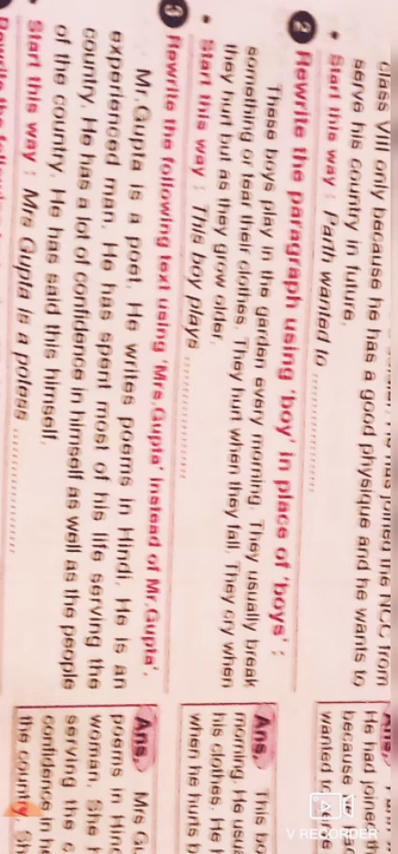 class VIII only because he has a good physique and he wants to
serve his country in future.
• Start this way : Parth wanted to ....................
2 Rewrite the paragraph using 'boy' in place of 'boys' :
These boys play in the garden every morning. They usually break
something or tear their clothes. They hurt when they fall. They cry when
they hurt but as they grow older,
• Start this way : This boy plays ....................
3 Rewrite the following text using 'Mrs.Gupta' instead of Mr.Gupta'.
Mr.Gupta is a poet. He writes poems in Hindi. He is an
experienced man. He has spent most of his life serving the
country. He has a lot of confidence in himself as well as the people
of the country. He has said this himself.
• Start this way : Mrs Gupta is a poless ....................
He had joined
because
wanted
Ans. This bo
morning. He usua
his clothes. He
when he hurts b
Ans. Mrs G
poems in Hind
woman. She
serving the c
confidence in he
the country. Sh
V RECORDER